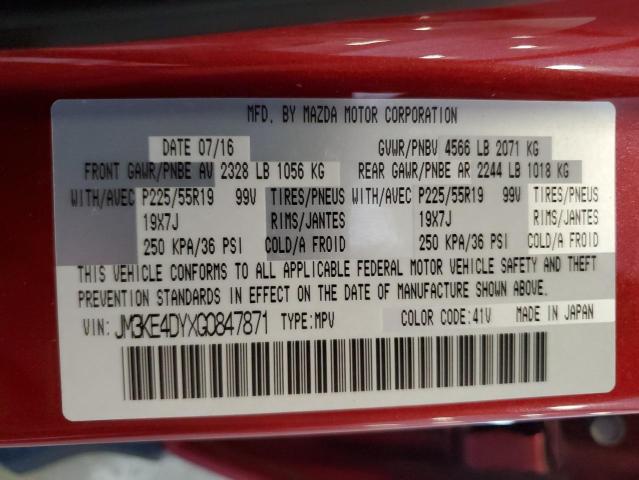 MFD. BY MAZDA MOTOR CORPORATION
DATE 07/16 GVWR/PNBV 4566 LB 2071 KG
FRONT GAWR/PNBE AV 2328 LB 1056 KG REAR GAWR/PNBE AR 2244 LB 1018 KG
WITH/AVEC P225/55R19 99V TIRES/PNEUS WITH/AVEC P225/55R19 99V TIRES/PNEUS
19X7J RIMS/JANTES 19X7J RIMS/JANTES
250 KPA/36 PSI COLD/A FROID 250 KPA/36 PSI COLD/A FROID
THIS VEHICLE CONFORMS TO ALL APPLICABLE FEDERAL MOTOR VEHICLE SAFETY AND THEFT
PREVENTION STANDARDS IN EFFECT ON THE DATE OF MANUFACTURE SHOWN ABOVE.
VIN: JM3KE4DYXG0847871 TYPE:MPV COLOR CODE:41V MADE IN JAPAN